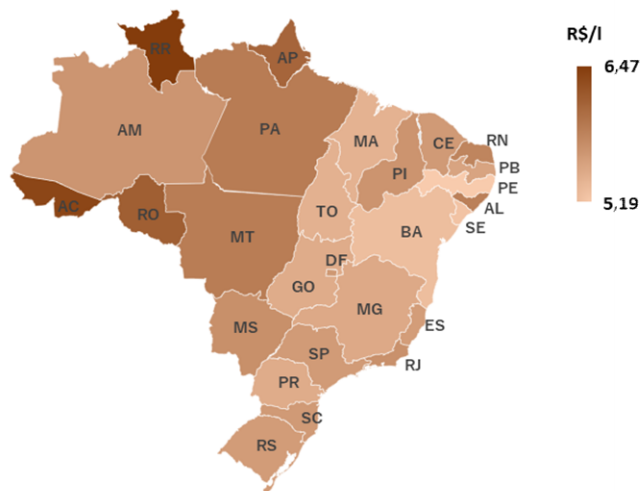 R$/l
6,47
5,19
RR
AP
AM
PA
MA
CE
RN
PB
PE
AL
SE
PI
AC
RO
TO
MT
BA
DF
GO
MG
ES
MS
SP
RJ
PR
SC
RS